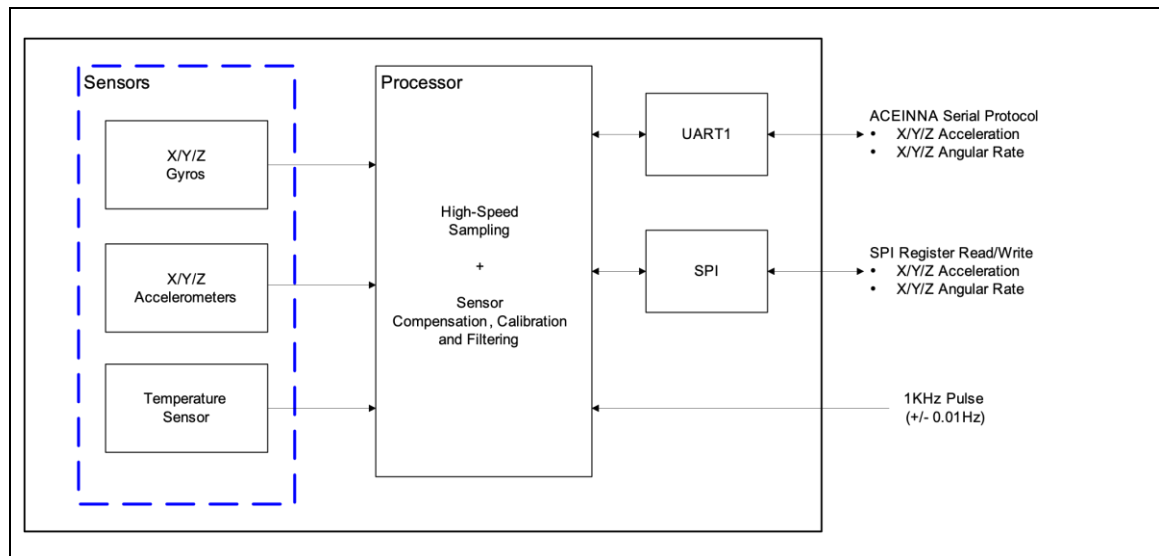 Sensors
X/Y/Z
Gyros
X/Y/Z
Accelerometers
Temperature
Sensor
Processor
High-Speed
Sampling
+
Sensor
Compensation, Calibration
and Filtering
UART1
SPI
ACEINNA Serial Protocol
• X/Y/Z Acceleration
• X/Y/Z Angular Rate
SPI Register Read/Write
• X/Y/Z Acceleration
• X/Y/Z Angular Rate
1KHz Pulse
(+/- 0.01Hz)